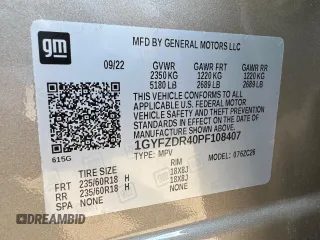 gm
MFD BY GENERAL MOTORS LLC
09/22 GVWR GAWR FRT GAWR RR
2350 KG 1220 KG 1220 KG
5180 LB 2689 LB 2689 LB
THIS VEHICLE CONFORMS TO ALL
APPLICABLE U.S. FEDERAL MOTOR
VEHICLE SAFETY AND THEFT
PREVENTION STANDARDS IN EFFECT ON
THE DATE OF MANUFACTURE SHOWN ABOVE.
1GYFZDR40PF108407
615G TYPE: MPV MODEL:
TIRE SIZE RIM
FRT 235/60R18 H 18X8J
RR 235/60R18 H 18X8J
SPA NONE NONE
DREAMBID